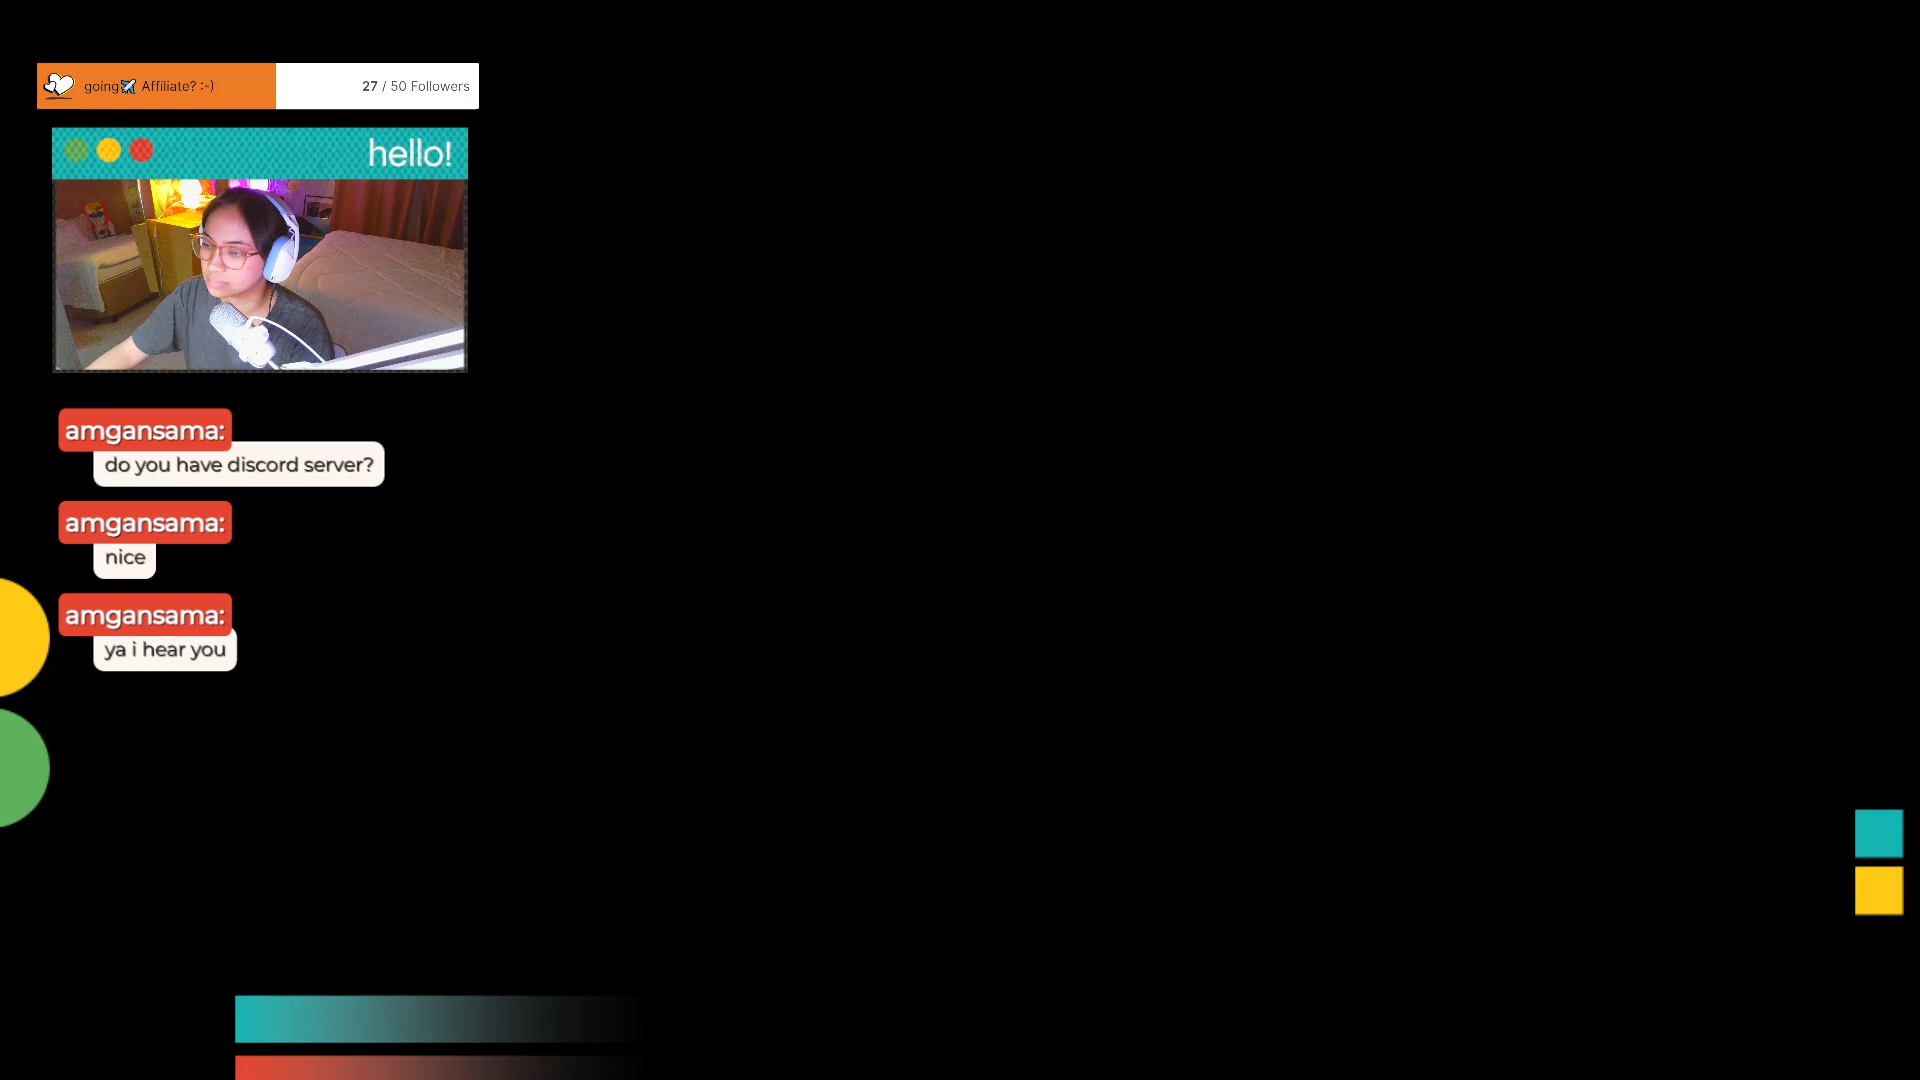 going✈️ Affiliate? :-)
27 / 50 Followers
hello!
amgansama:
do you have discord server?
amgansama:
nice
amgansama:
ya i hear you